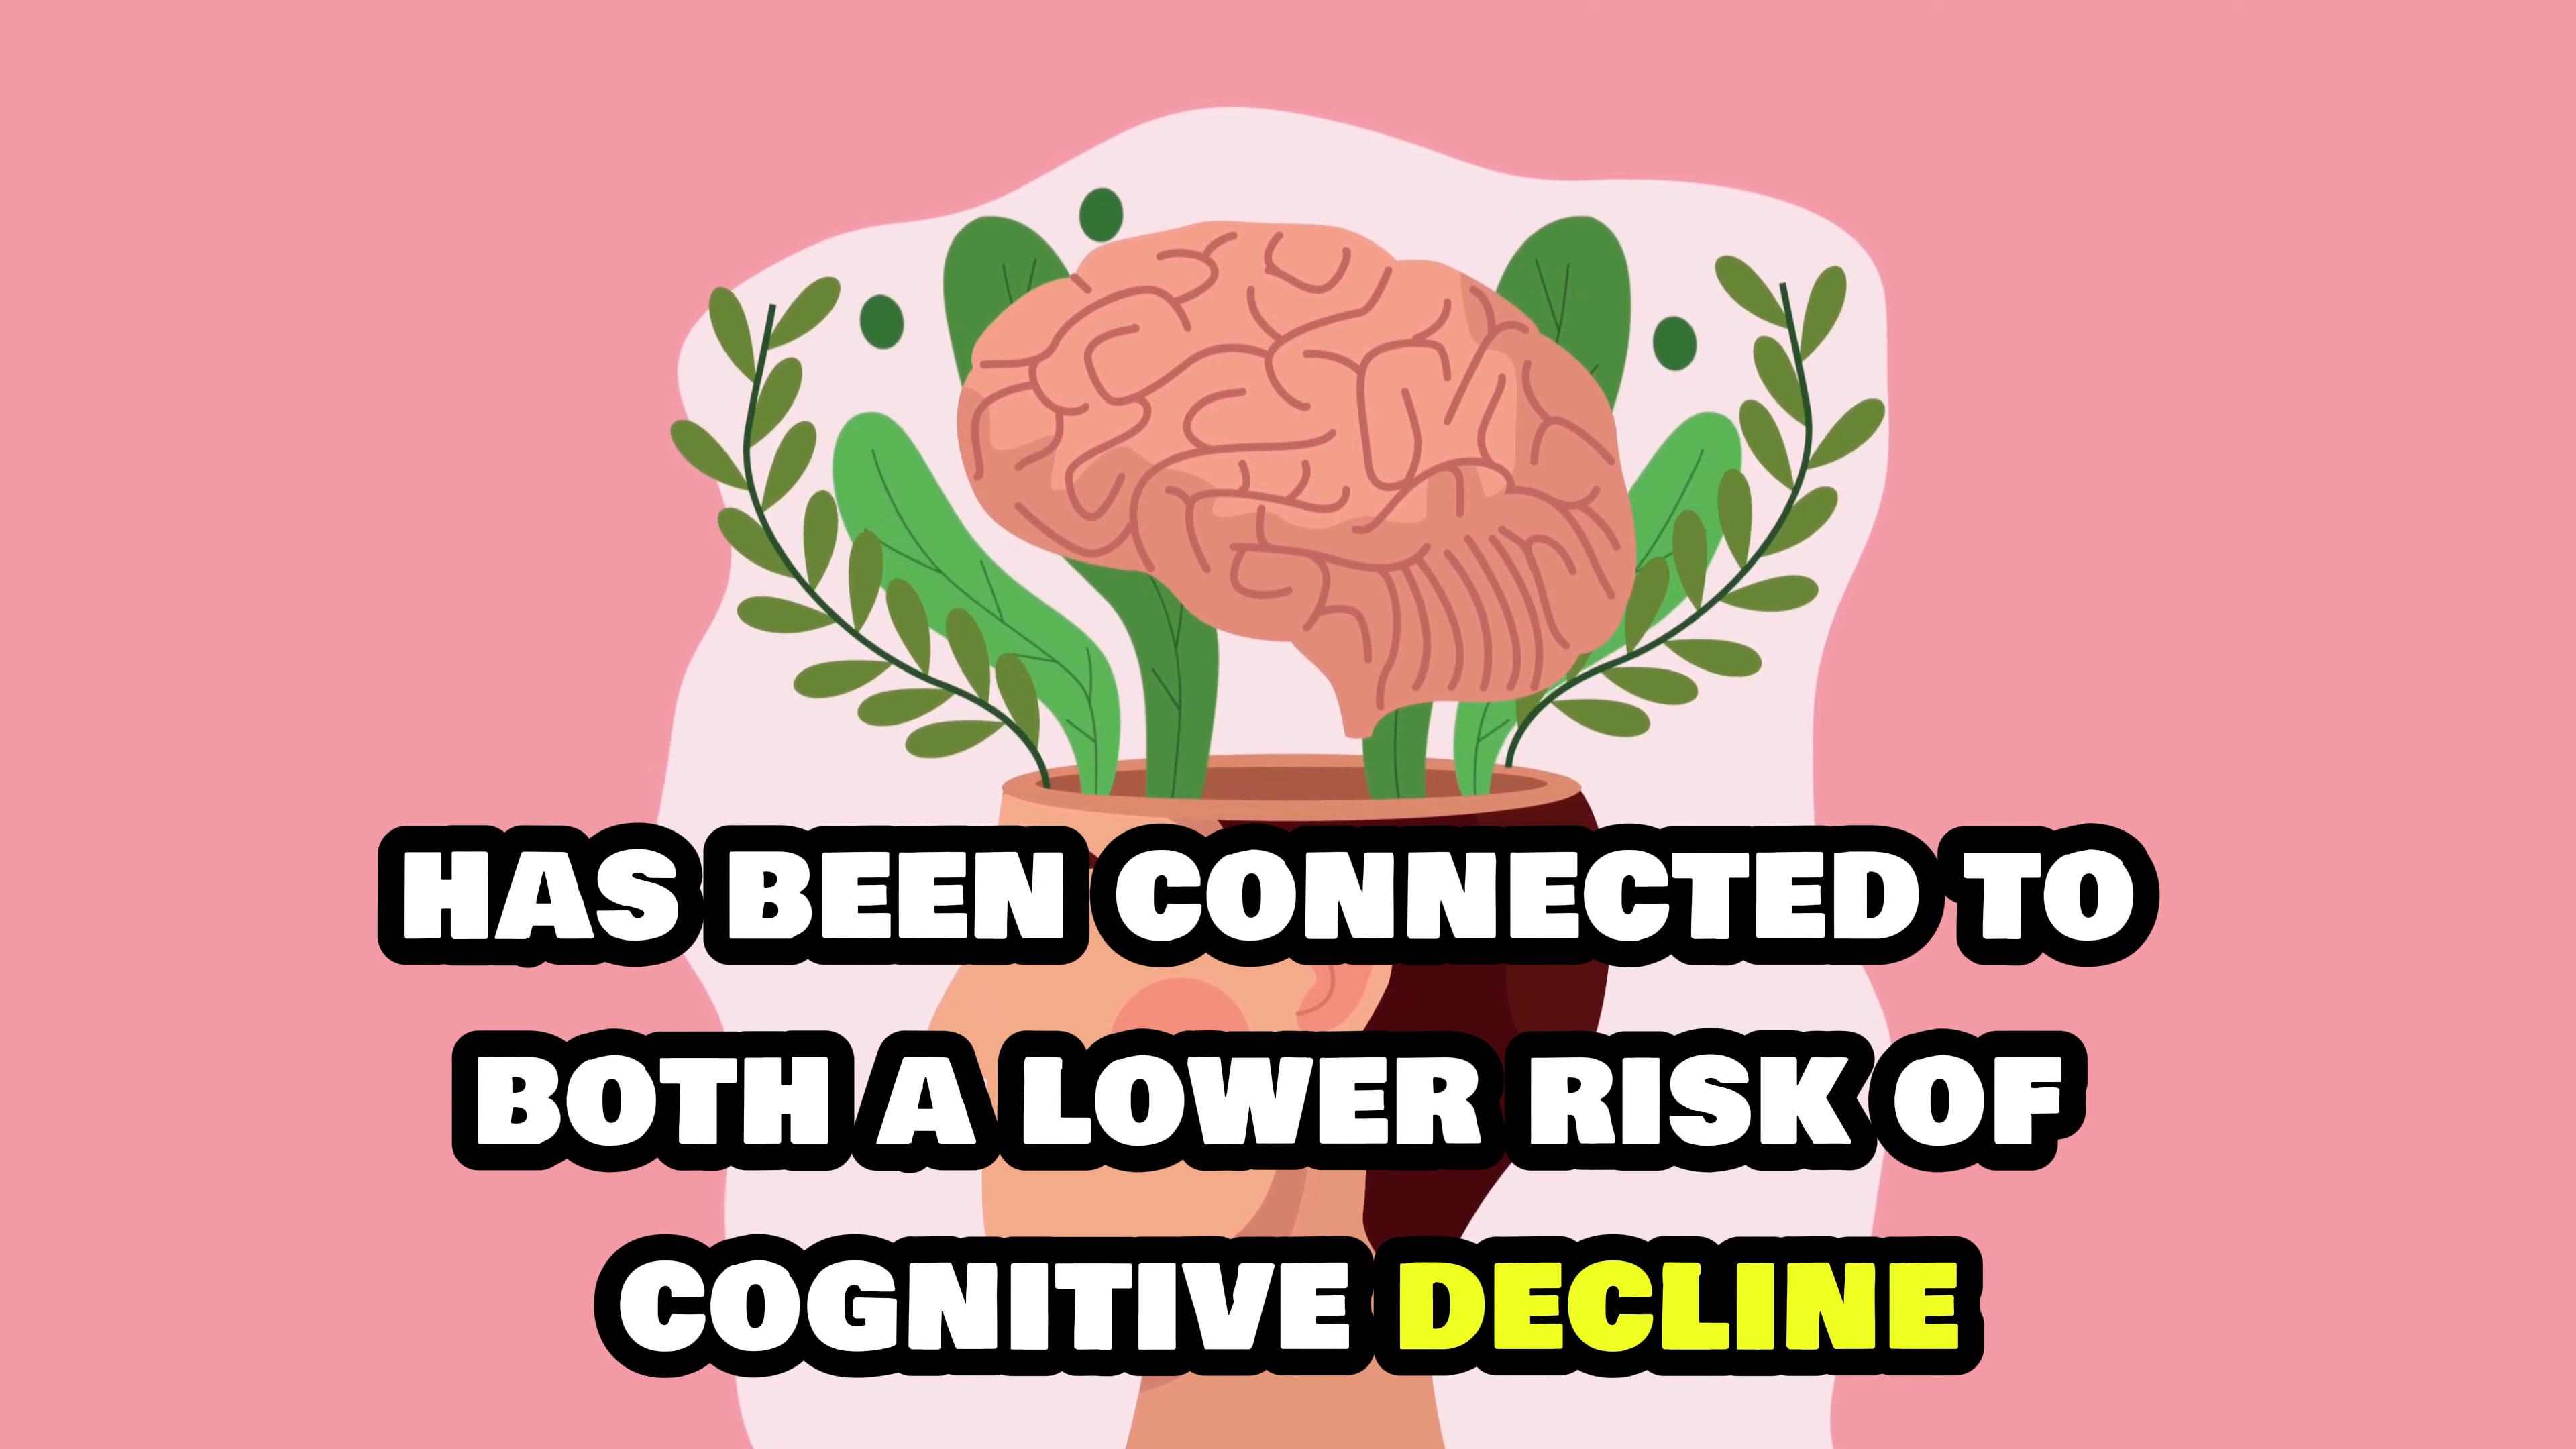 HAS BEEN CONNECTED TO
BOTH A LOWER RISK OF
COGNITIVE DECLINE